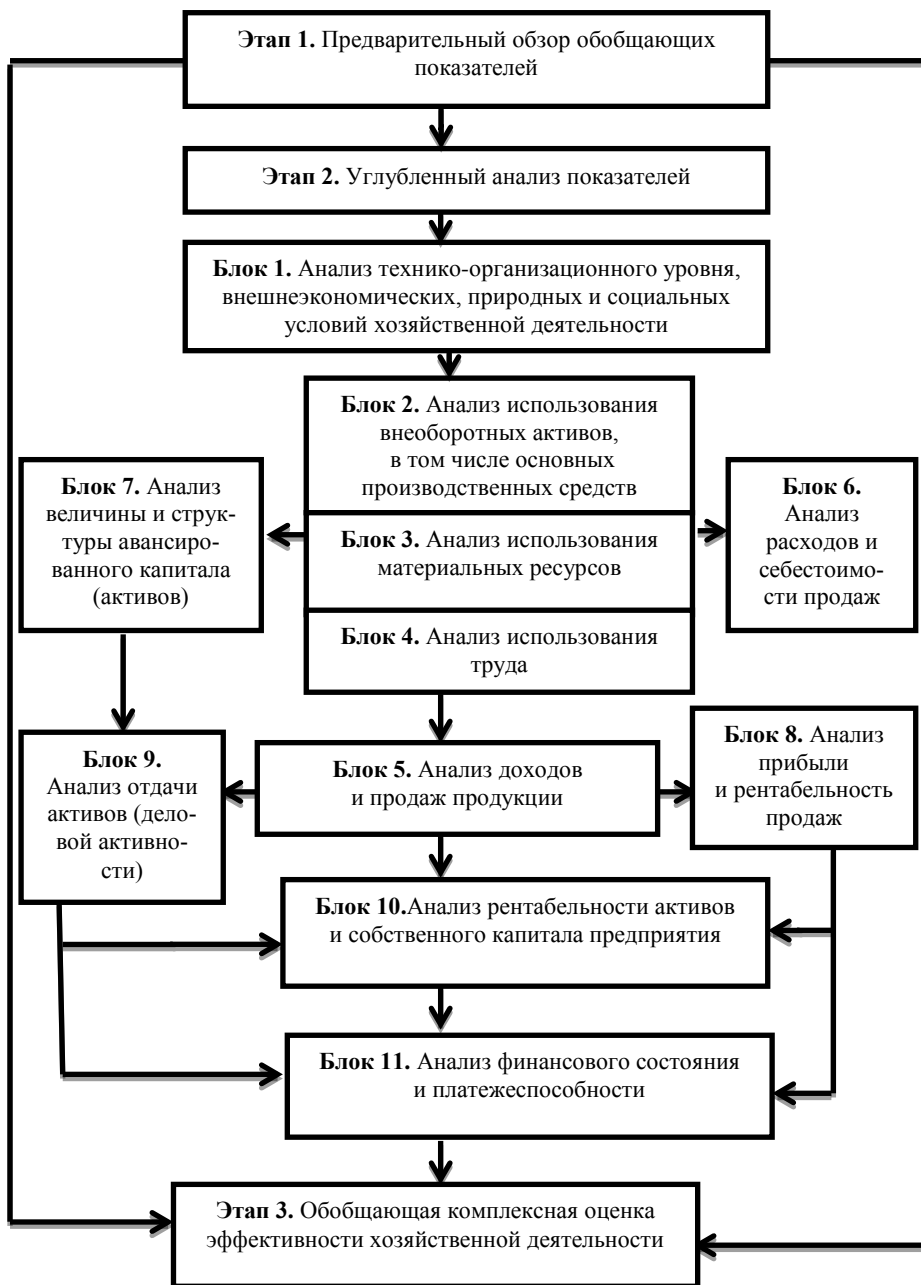 Этап 1. Предварительный обзор обобщающих
показателей
Этап 2. Углубленный анализ показателей
Блок 1. Анализ технико-организационного уровня,
внешнеэкономических, природных и социальных
условий хозяйственной деятельности
Блок 2. Анализ использования
внеоборотных активов,
в том числе основных
производственных средств
Блок 7. Анализ
величины и струк-
туры авансиро-
ванного капитала
(активов)
Блок 3. Анализ использования
материальных ресурсов
Блок 6.
Анализ
расходов и
себестоимо-
сти продаж
Блок 4. Анализ использования
труда
Блок 9.
Анализ отдачи
активов (дело-
вой активно-
сти)
Блок 5. Анализ доходов
и продаж продукции
Блок 8. Анализ
прибыли
и рентабельность
продаж
Блок 10.Анализ рентабельности активов
и собственного капитала предприятия
Блок 11. Анализ финансового состояния
и платежеспособности
Этап 3. Обобщающая комплексная оценка
эффективности хозяйственной деятельности